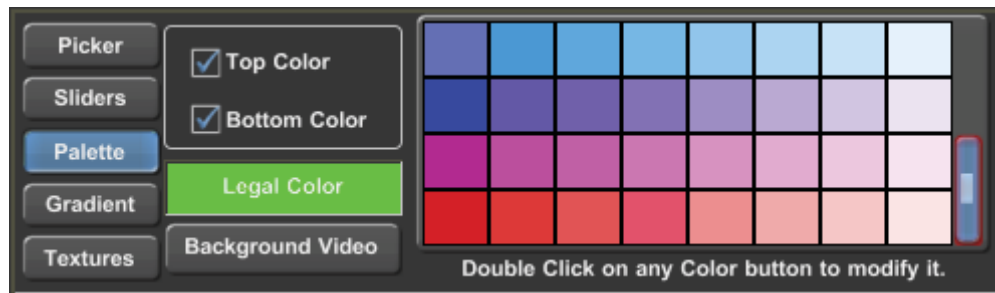 Picker
Sliders
Palette
Gradient
Textures
Top Color
Bottom Color
Legal Color
Background Video
Double Click on any Color button to modify it.